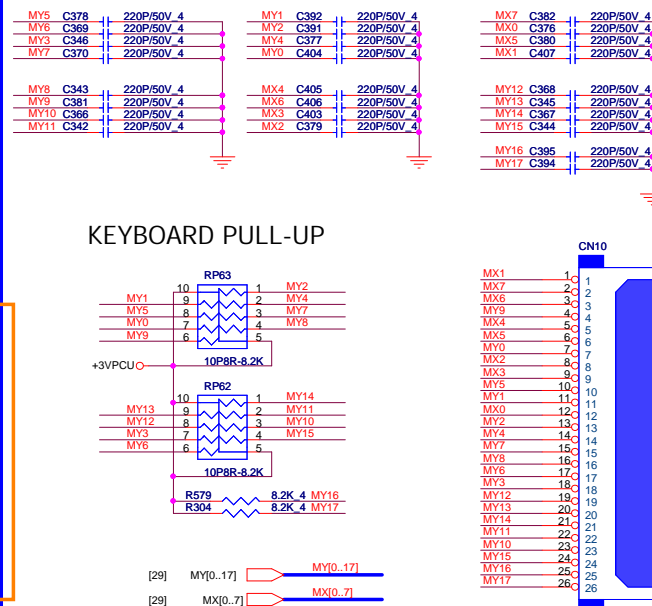 MY5 C378 220P/50V_4
MY6 C369 220P/50V_4
MY3 C346 220P/50V_4
MY7 C370 220P/50V_4
MY8 C343 220P/50V_4
MY9 C381 220P/50V_4
MY10 C366 220P/50V_4
MY11 C342 220P/50V_4
MY1 C392 220P/50V_4
MY2 C391 220P/50V_4
MY4 C377 220P/50V_4
MY0 C404 220P/50V_4
MX4 C405 220P/50V_4
MX6 C406 220P/50V_4
MX3 C403 220P/50V_4
MX2 C379 220P/50V_4
MX7 C382 220P/50V_4
MX0 C376 220P/50V_4
MX5 C380 220P/50V_4
MX1 C407 220P/50V_4
MY12 C368 220P/50V_4
MY13 C345 220P/50V_4
MY14 C367 220P/50V_4
MY15 C344 220P/50V_4
MY16 C395 220P/50V_4
MY17 C394 220P/50V_4
KEYBOARD PULL-UP
RP63
10 1 MY2
MY1 9 2 MY4
MY5 8 3 MY7
MY0 7 4 MY8
MY9 6 5
+3VPCU
10P8R-8.2K
RP62
10 1 MY14
MY13 9 2 MY11
MY12 8 3 MY10
MY3 7 4 MY15
MY6 6 5
10P8R-8.2K
R579 8.2K_4 MY16
R304 8.2K_4 MY17
[29] MY[0..17] MY[0..17]
[29] MX[0..7] MX[0..7]
CN10
MX1 1 1
MX7 2 2
MX6 3 3
MY9 4 4
MX4 5 5
MX5 6 6
MY0 7 7
MX2 8 8
MX3 9 9
MY5 10 10
MY1 11 11
MX0 12 12
MY2 13 13
MY4 14 14
MY7 15 15
MY8 16 16
MY6 17 17
MY3 18 18
MY12 19 19
MY13 20 20
MY14 21 21
MY11 22 22
MY10 23 23
MY15 24 24
MY16 25 25
MY17 26 26